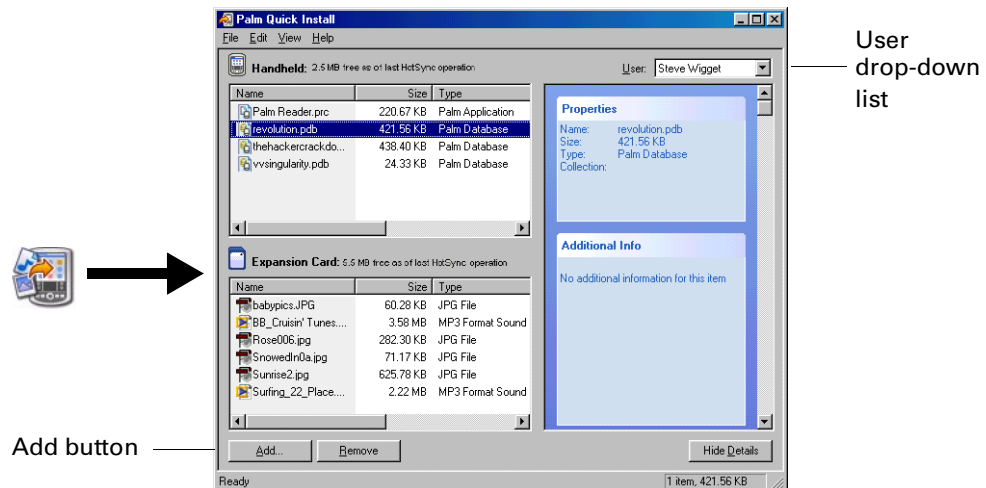 Palm Quick Install
File Edit View Help
Handheld: 2.5 MB free as of last HotSync operation
User: Steve Wigget
User
drop-down
list
Name Size Type
Palm Reader.prc 220.67 KB Palm Application
revolution.pdb 421.56 KB Palm Database
thehackercrackdo... 438.40 KB Palm Database
vvsingularity.pdb 24.33 KB Palm Database
Properties
Name: revolution.pdb
Size: 421.56 KB
Type: Palm Database
Collection:
Expansion Card: 5.5 MB free as of last HotSync operation
Name Size Type
babypics.JPG 60.28 KB JPG File
BB_Cruisin' Tunes.... 3.58 MB MP3 Format Sound
Rose006.jpg 282.30 KB JPG File
SnowedIn0a.jpg 71.17 KB JPG File
Sunrise2.jpg 625.78 KB JPG File
Surfing_22_Place.... 2.22 MB MP3 Format Sound
Additional Info
No additional information for this item
Add button
Add... Remove Hide Details
Ready 1 item, 421.56 KB